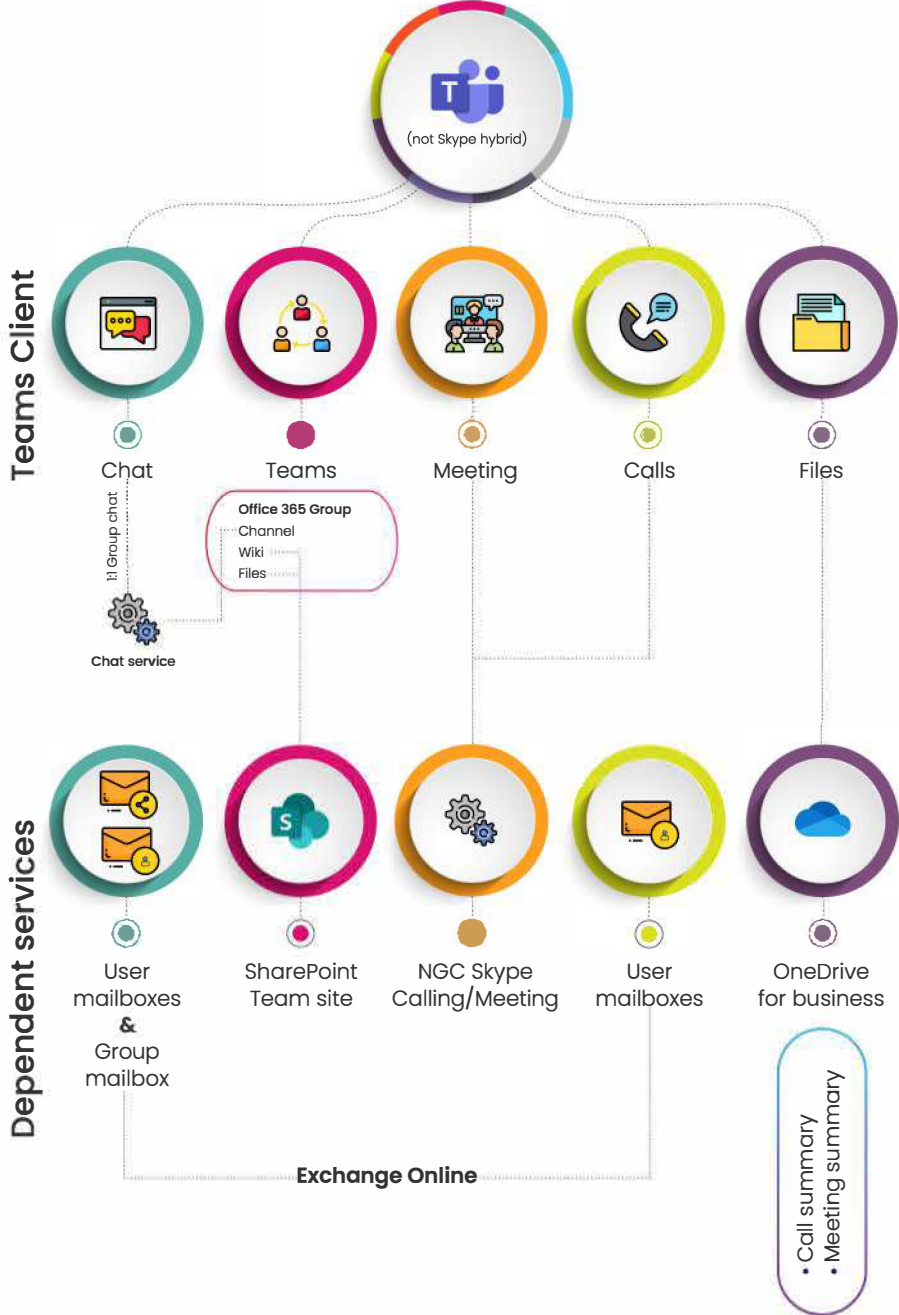 T
(not Skype hybrid)
Teams Client
Chat
Teams
Meeting
Calls
Files
1:1 Group chat
Office 365 Group
Channel
Wiki
Files
Chat service
Dependent services
S
User
mailboxes
&
Group
mailbox
SharePoint
Team site
NGC Skype
Calling/Meeting
User
mailboxes
OneDrive
for business
Exchange Online
• Call summary
• Meeting summary